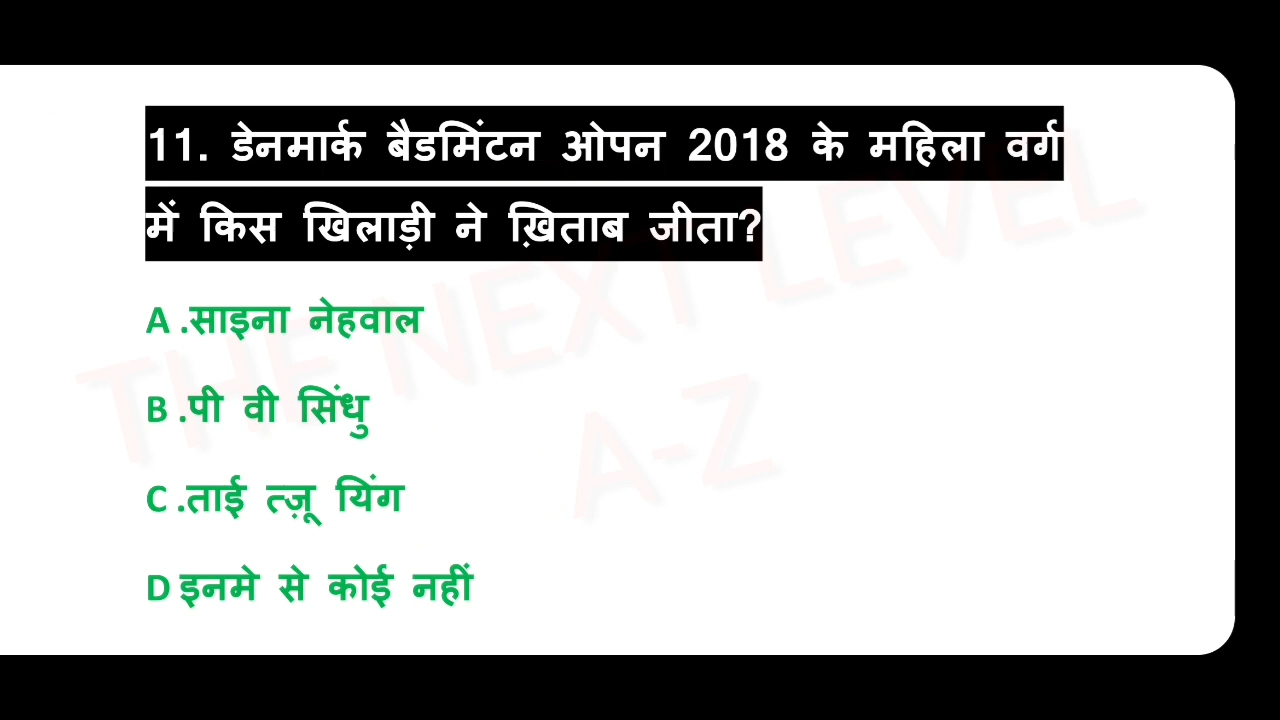 11. डेनमार्क बैडमिंटन ओपन 2018 के महिला वर्ग
में किस खिलाड़ी ने ख़िताब जीता?
THE NEXT LEVEL
A-Z
A .साइना नेहवाल
B .पी वी सिंधु
C .ताई त्ज़ू यिंग
D इनमे से कोई नहीं